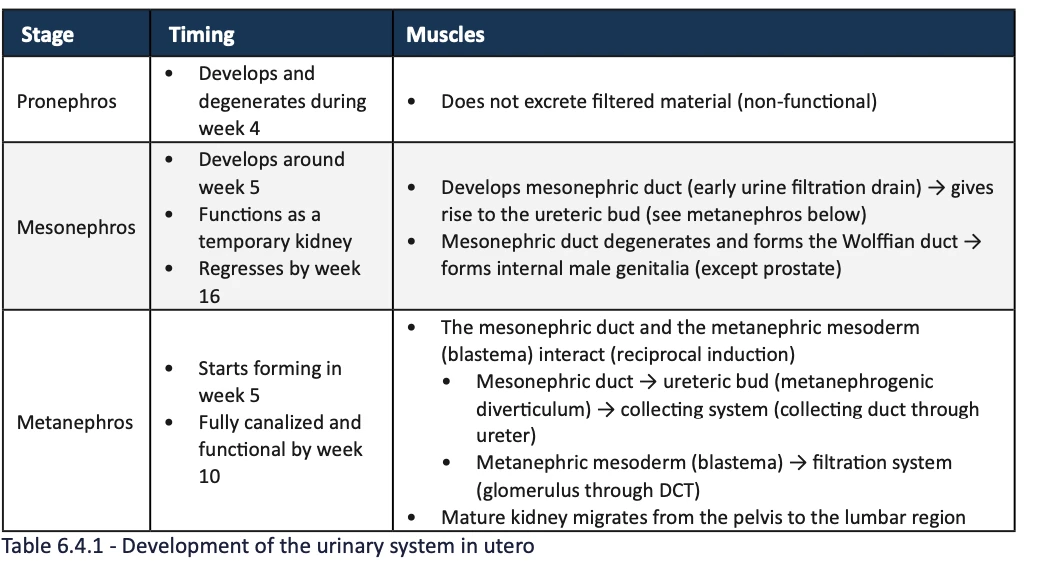 Stage Timing Muscles
Pronephros
• Develops and
degenerates during
week 4
• Does not excrete filtered material (non-functional)
Mesonephros
• Develops around
week 5
• Functions as a
temporary kidney
• Regresses by week
16
• Develops mesonephric duct (early urine filtration drain) → gives
rise to the ureteric bud (see metanephros below)
• Mesonephric duct degenerates and forms the Wolffian duct →
forms internal male genitalia (except prostate)
Metanephros
• Starts forming in
week 5
• Fully canalized and
functional by week
10
• The mesonephric duct and the metanephric mesoderm
(blastema) interact (reciprocal induction)
• Mesonephric duct → ureteric bud (metanephrogenic
diverticulum) → collecting system (collecting duct through
ureter)
• Metanephric mesoderm (blastema) → filtration system
(glomerulus through DCT)
• Mature kidney migrates from the pelvis to the lumbar region
Table 6.4.1 - Development of the urinary system in utero